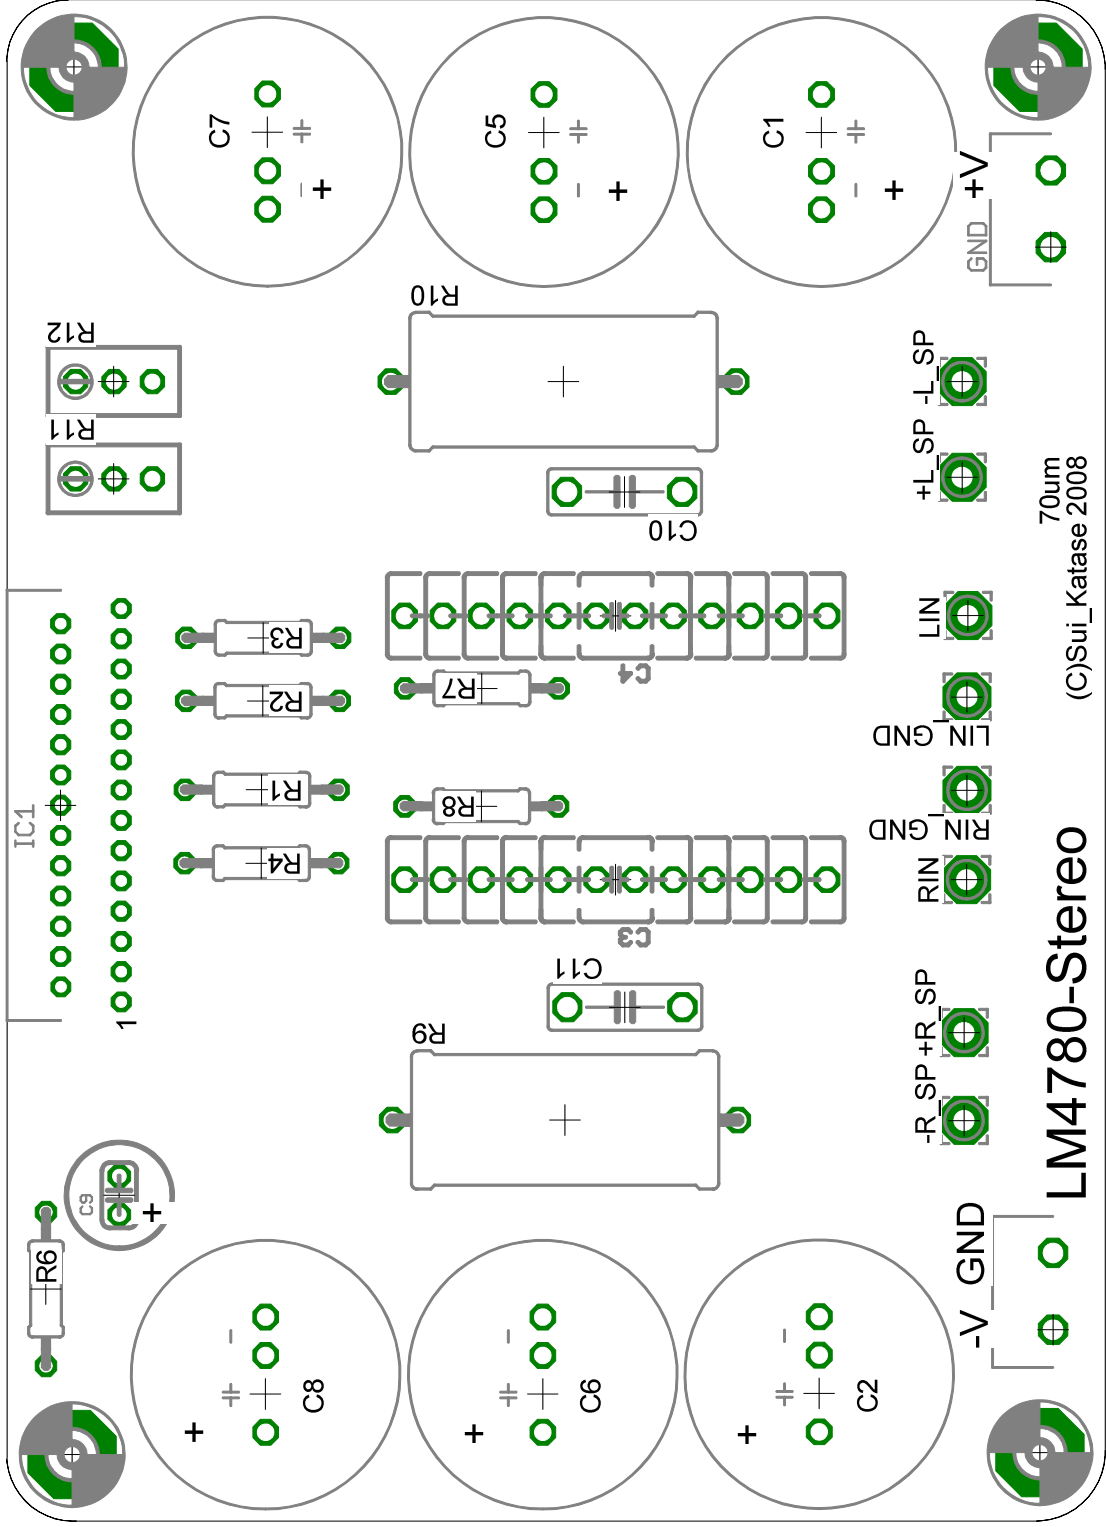 C7
C5
C1
+
+
+
+V
GND
R10
R12
-L_SP
R11
+L_SP
C10
70um
(C)Sui_Katase 2008
R3
LIN
C4
R7
R2
LIN_GND
R1
R8
IC1
RIN_GND
R4
RIN
C3
C11
1
R9
+R_SP
-R_SP
LM4780-Stereo
C9
+
R6
GND
-V
C8
C6
C2
+
+
+